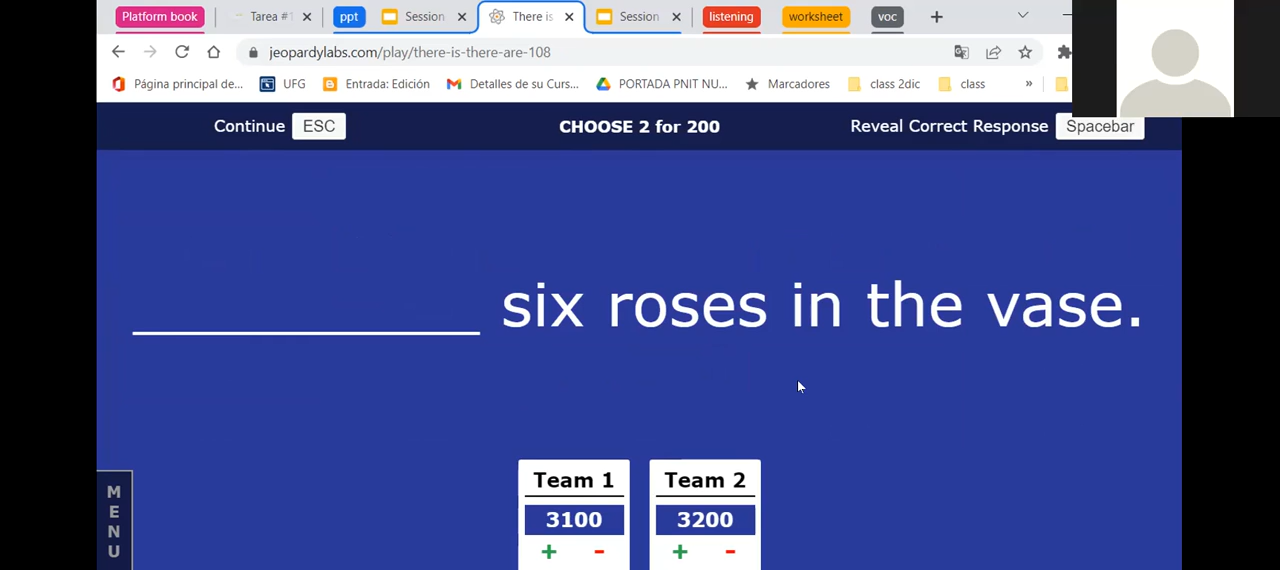 Platform book Tarea #1 ppt Session There is Session listening worksheet voc
jeopardylabs.com/play/there-is-there-are-108
Página principal de... UFG Entrada: Edición Detalles de su Curs... PORTADA PNIT NU... Marcadores class 2dic class »
Continue ESC CHOOSE 2 for 200 Reveal Correct Response Spacebar
_______________ six roses in the vase.
MENU
Team 1 Team 2
3100 3200
+ - + -